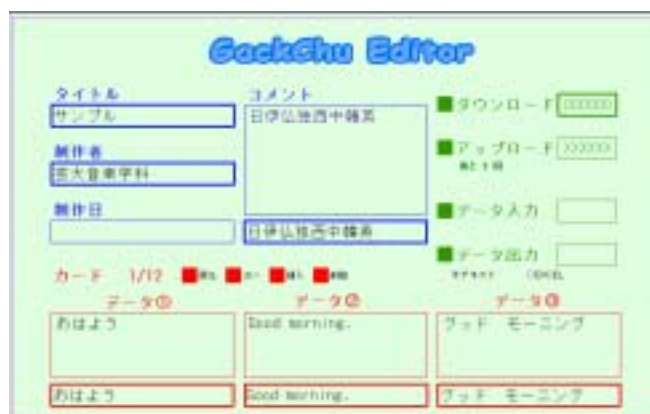 GackChu Editor
タイトル
サンプル
コメント
日伊仏独西中韓英
ダウンロード
制作者
芸大音楽学科
アップロード
制作日
データ入力
日伊仏独西中韓英
データ出力
カード 1/12
データ① データ② データ③
おはよう Good morning. グッド モーニング
おはよう Good morning. グッド モーニング